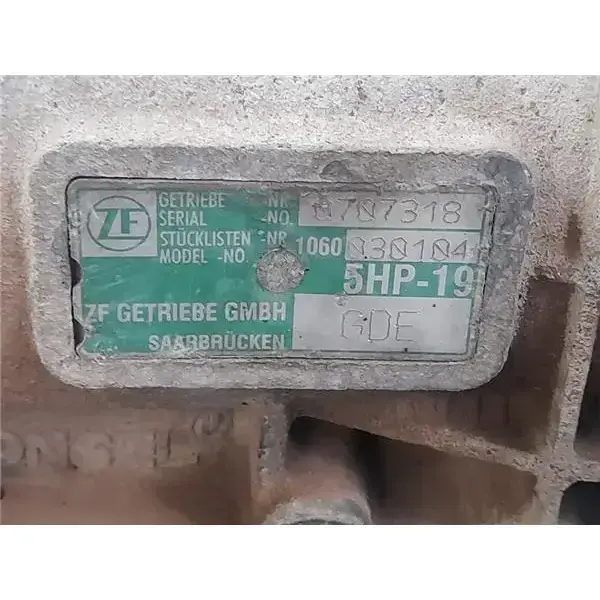 ZF
GETRIEBE -NR.
SERIAL -NO. 0707318
STÜCKLISTEN -NR.
MODEL -NO. 1060 030104
5HP-19
ZF GETRIEBE GMBH GDE
SAARBRÜCKEN